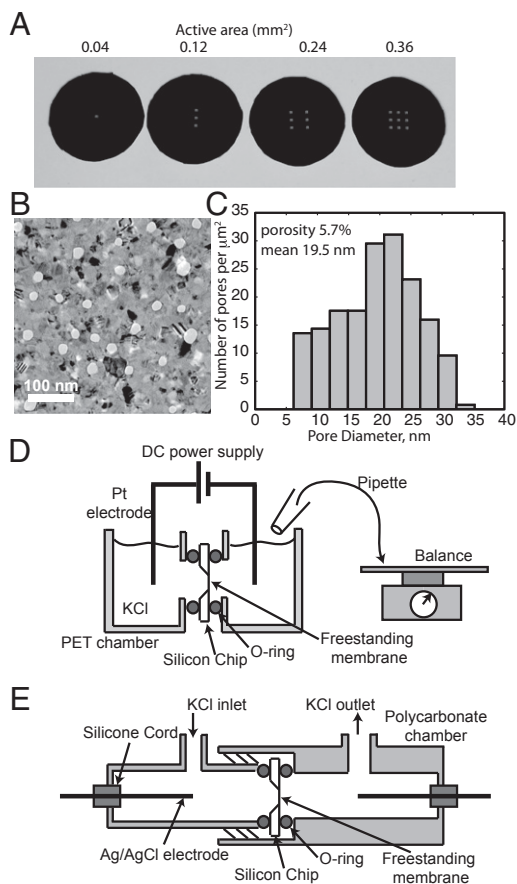 A
Active area (mm²)
0.04 0.12 0.24 0.36
B
100 nm
C
porosity 5.7%
mean 19.5 nm
Number of pores per µm²
35
30
25
20
15
10
5
0
0 5 10 15 20 25 30 35 40
Pore Diameter, nm
D
DC power supply
Pt
electrode
Pipette
Balance
KCl
PET chamber
Silicon Chip
O-ring
Freestanding
membrane
E
KCl inlet
KCl outlet
Silicone Cord
Polycarbonate
chamber
Ag/AgCl electrode
Silicon Chip
O-ring
Freestanding
membrane